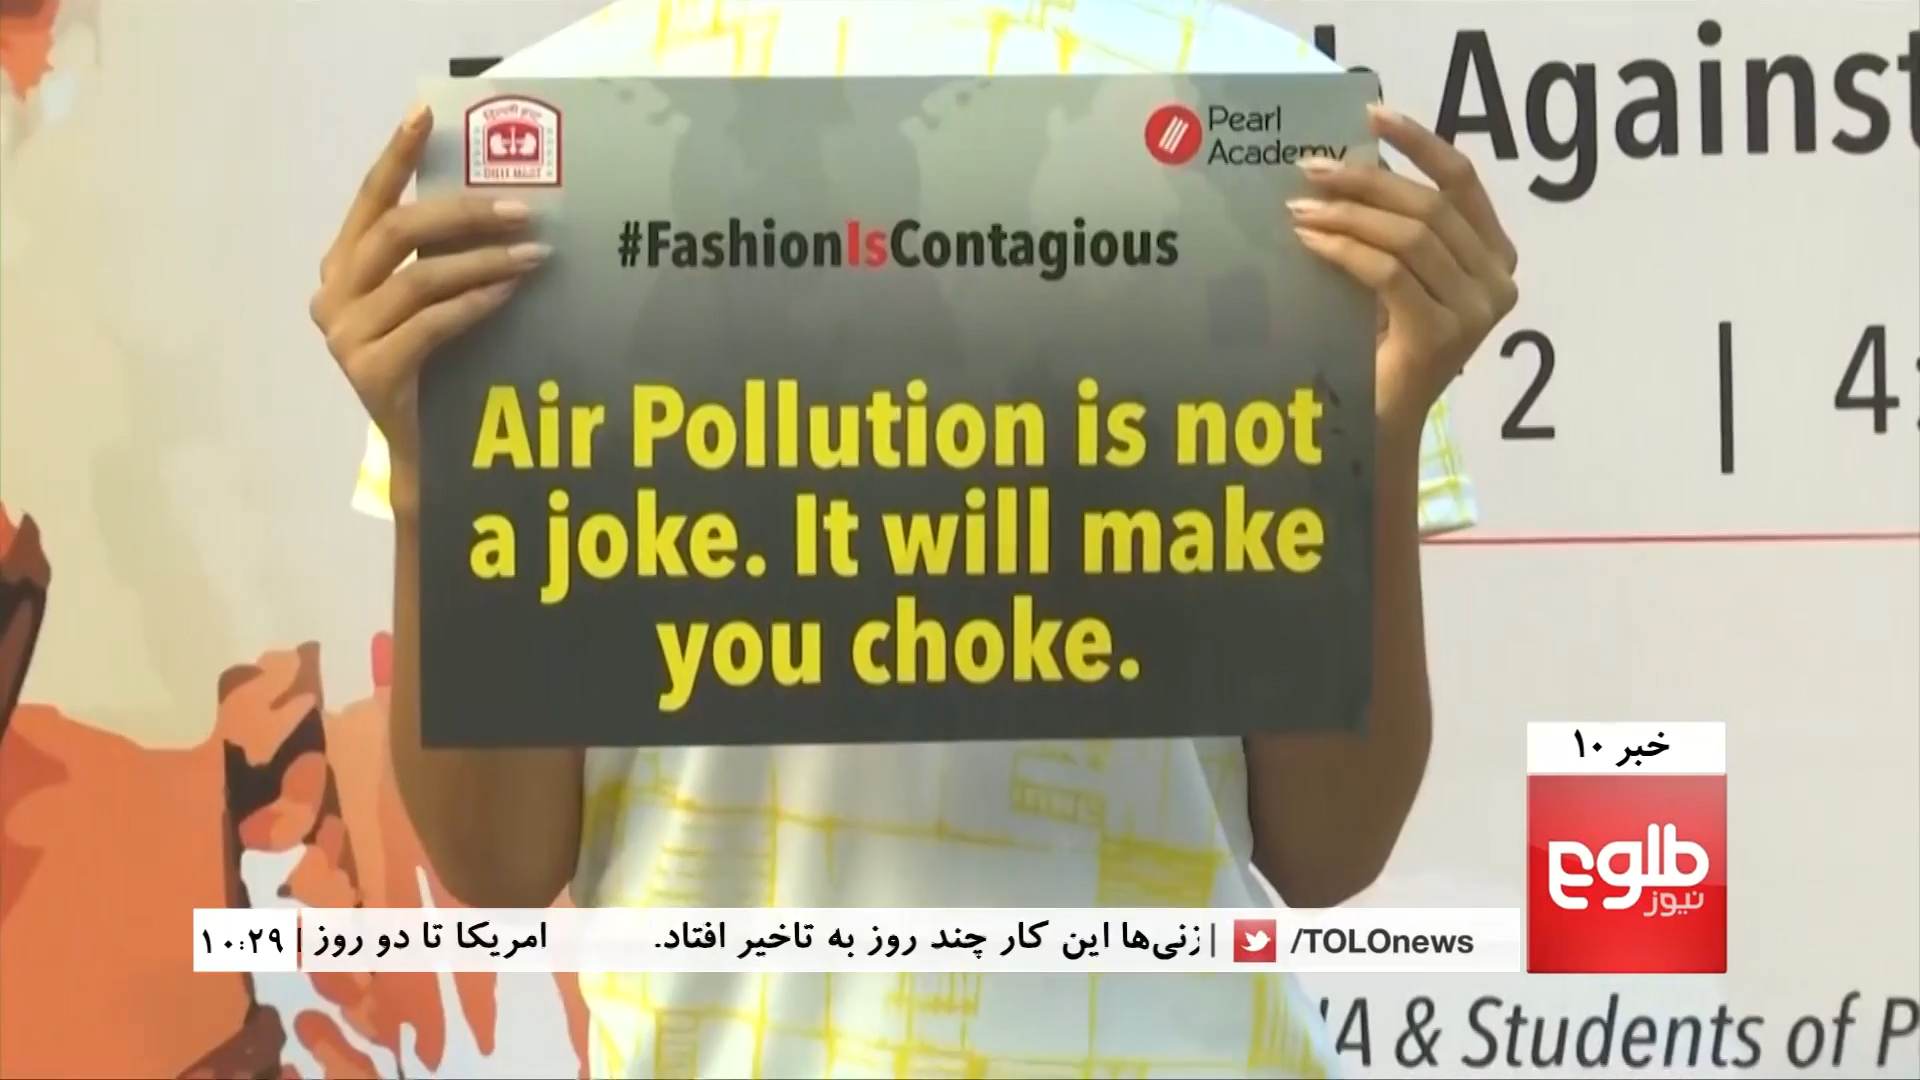 Against
दिल्ली हाट
DILLI HAAT
Pearl
Academy
#FashionIsContagious
2 | 4:
Air Pollution is not
a joke. It will make
you choke.
خبر ۱۰
طلوع
نیوز
۱۰:۲۹
امریکا تا دو روز
زنی‌ها این کار چند روز به تاخیر افتاد.
/TOLOnews
& Students of P